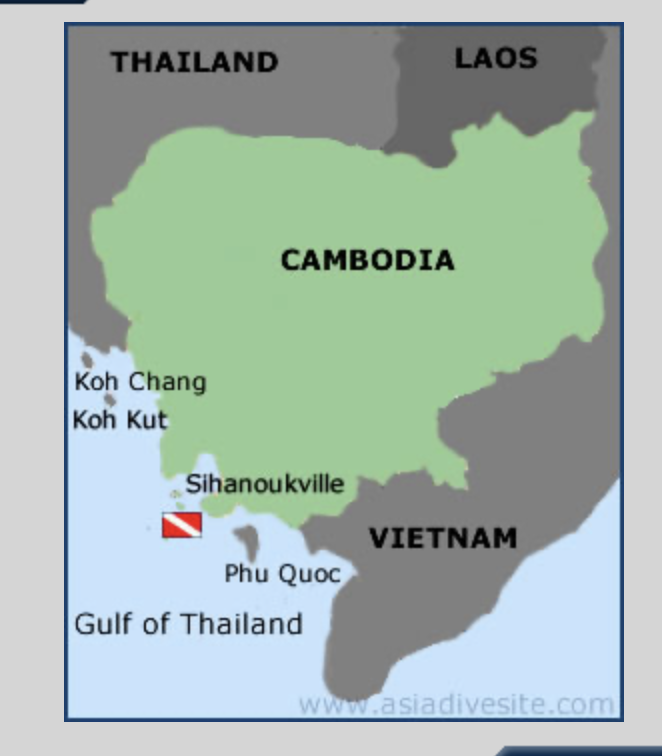 THAILAND
LAOS
CAMBODIA
Koh Chang
Koh Kut
Sihanoukville
VIETNAM
Phu Quoc
Gulf of Thailand
www.asiadivesite.com